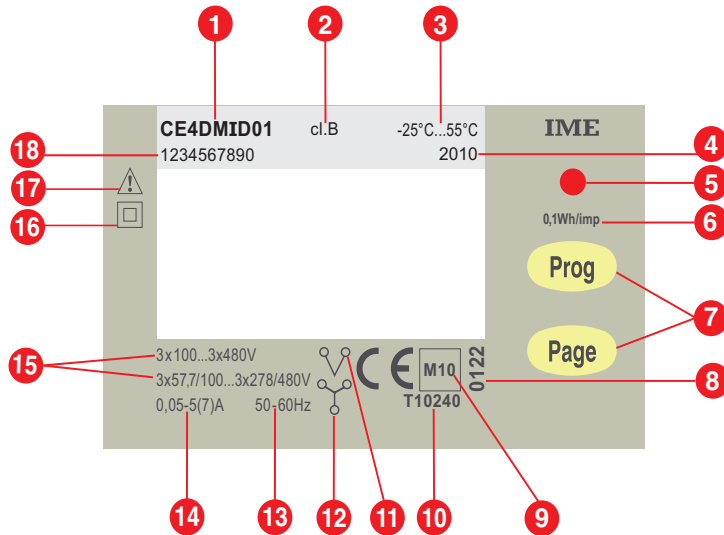 1 2 3
CE4DMID01 cl.B -25°C...55°C IME
18 1234567890 2010 4
17 5
16 0,1Wh/imp 6
Prog
7
Page
15 3x100...3x480V
3x57,7/100...3x278/480V CE M10 0122 8
0,05-5(7)A 50-60Hz T10240
14 13 12 11 10 9